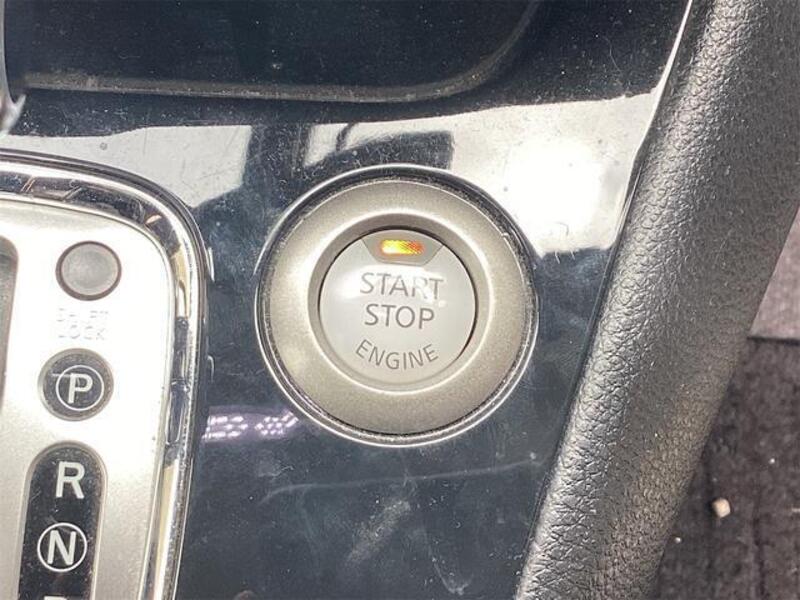 START
STOP
ENGINE
SHIFT
LOCK
P
R
N